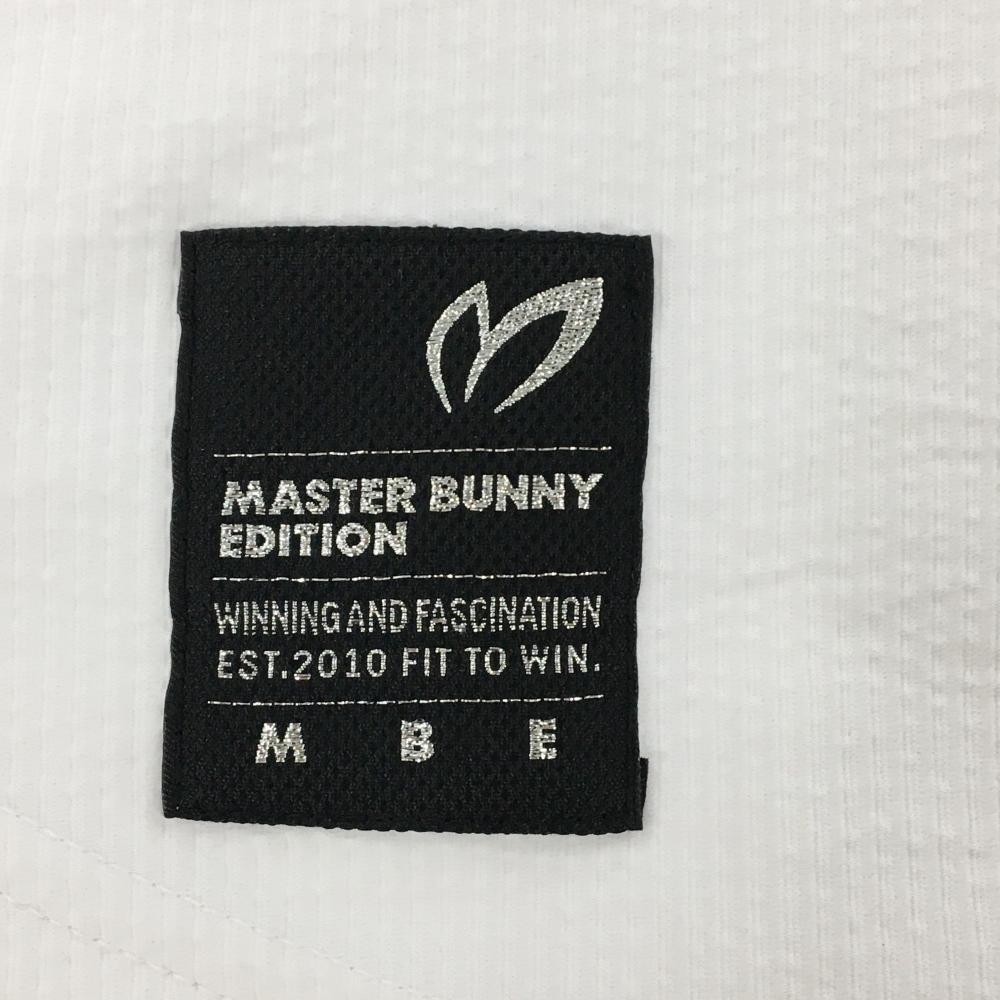 MASTER BUNNY
EDITION
WINNING AND FASCINATION
EST.2010 FIT TO WIN.
M B E